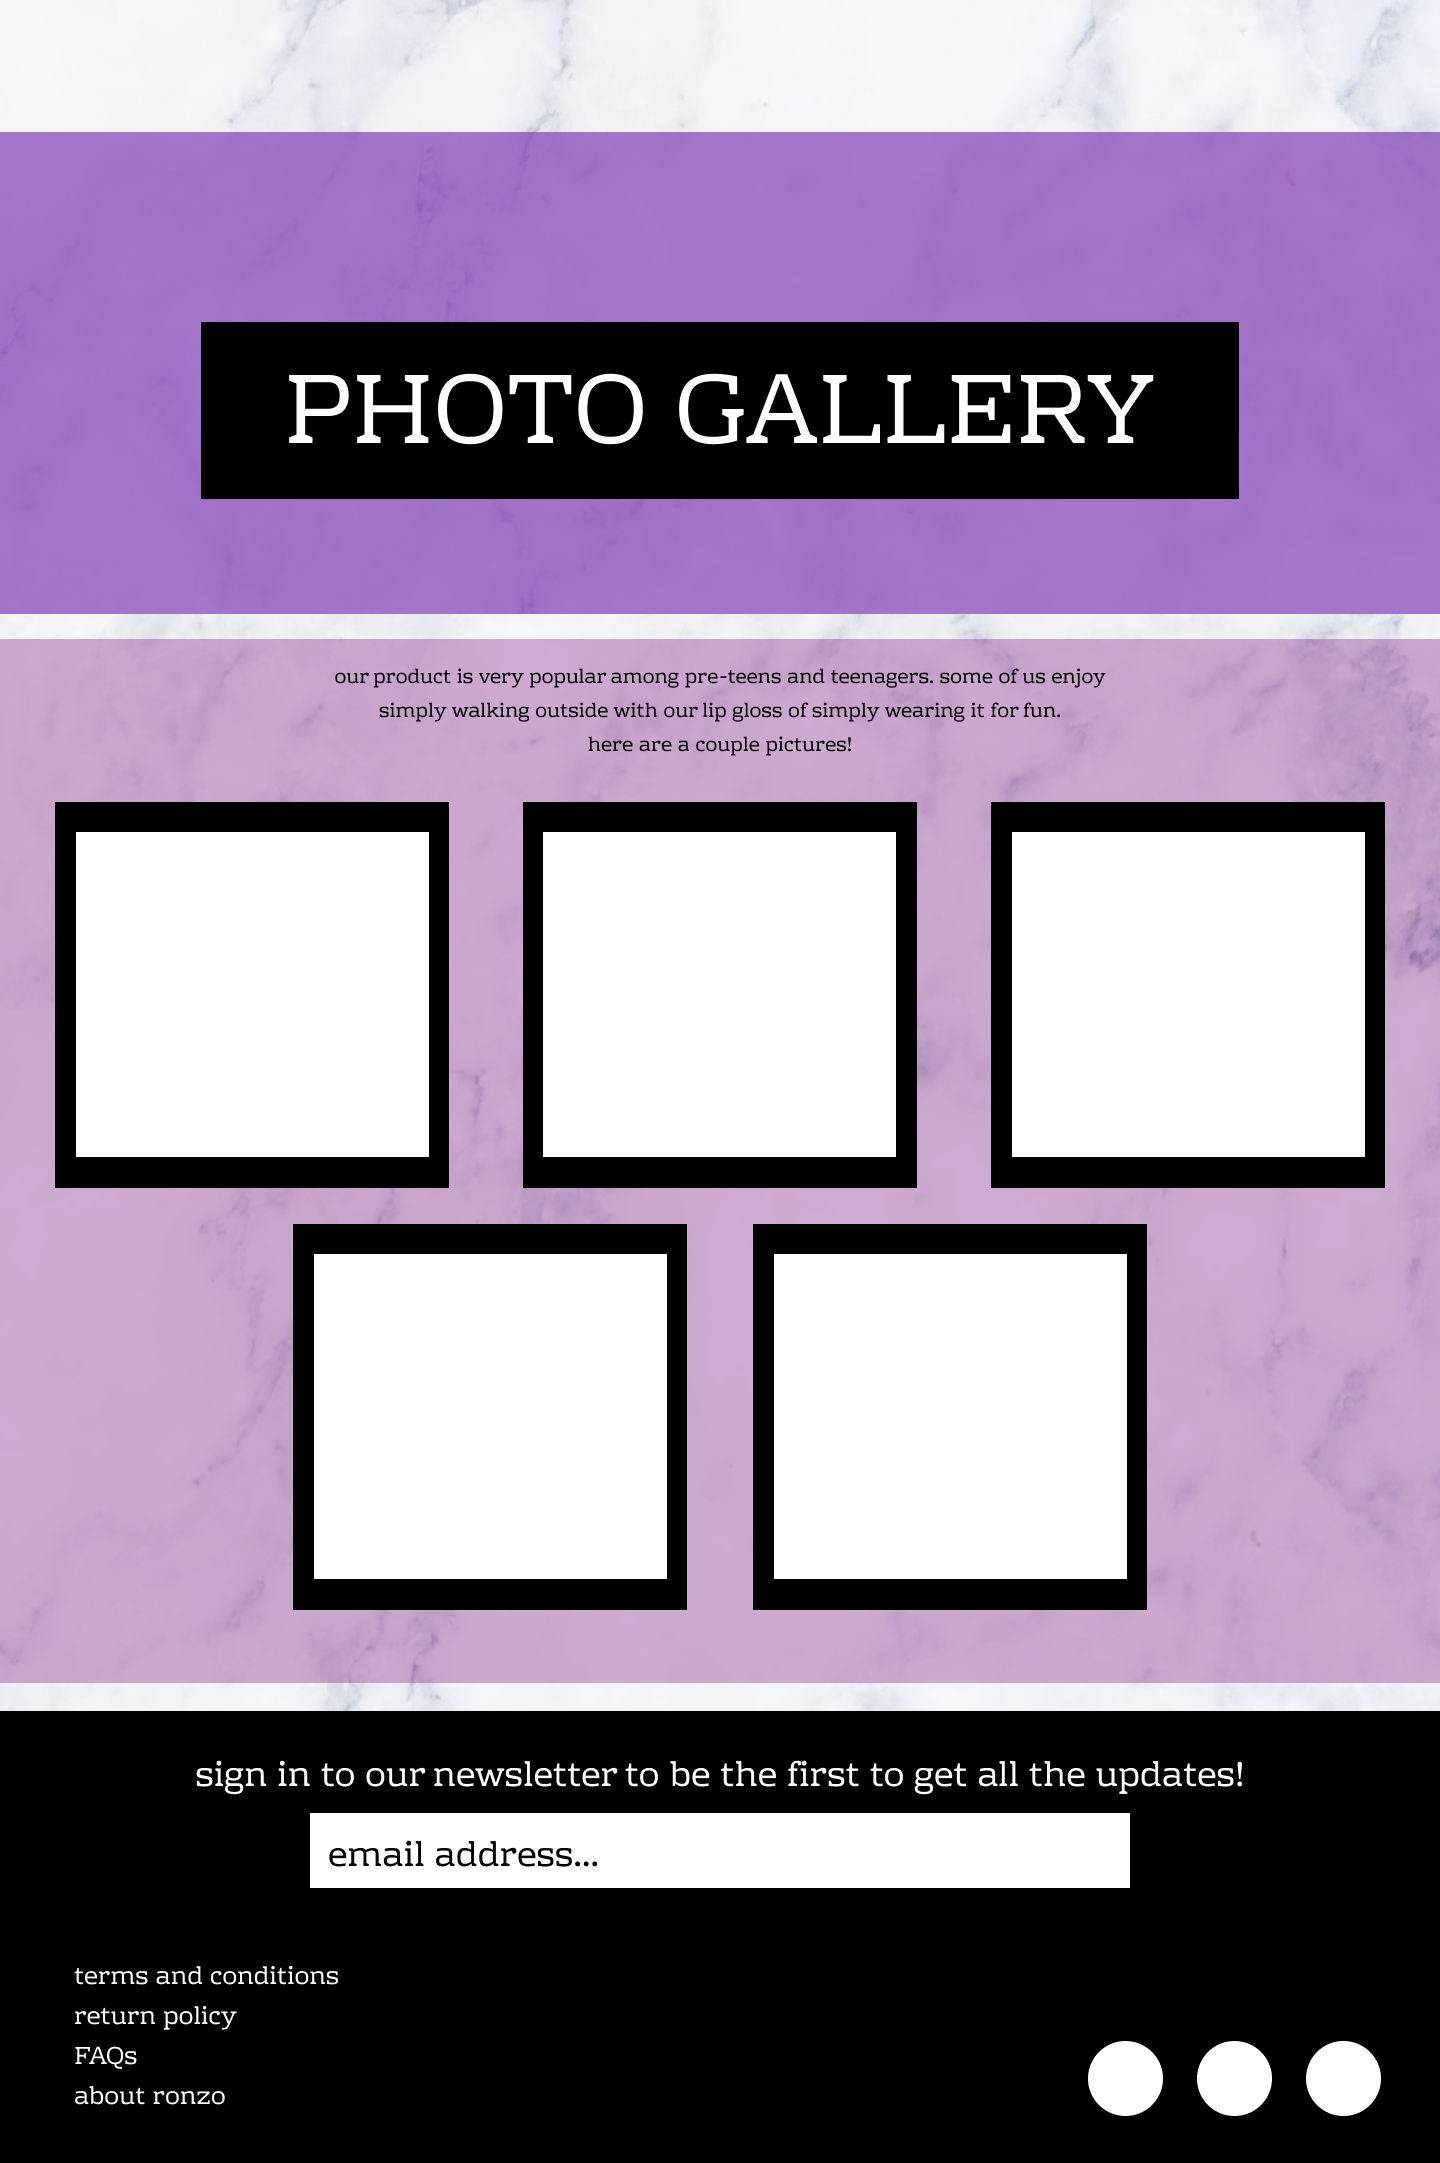 PHOTO GALLERY
our product is very popular among pre-teens and teenagers. some of us enjoy
simply walking outside with our lip gloss of simply wearing it for fun.
here are a couple pictures!
sign in to our newsletter to be the first to get all the updates!
email address...
terms and conditions
return policy
FAQs
about ronzo